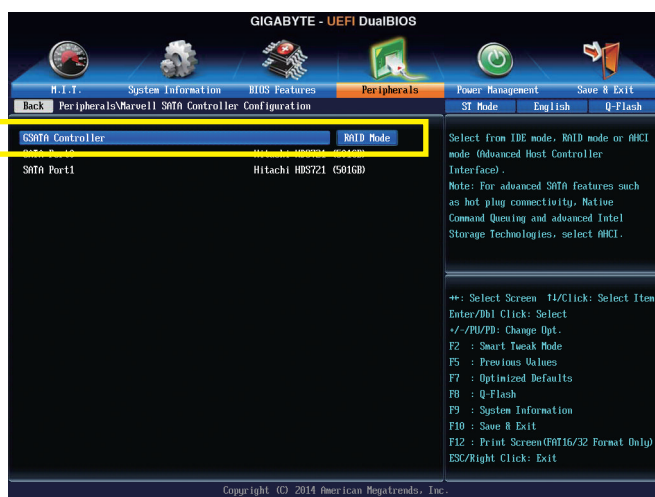 GIGABYTE - UEFI DualBIOS
M.I.T. System Information BIOS Features Peripherals Power Management Save & Exit
Back Peripherals\Marvell SATA Controller Configuration ST Mode English Q-Flash
GSATA Controller RAID Mode
SATA Port0 Hitachi HDS721 (501GB)
SATA Port1 Hitachi HDS721 (501GB)
Select from IDE mode, RAID mode or AHCI
mode (Advanced Host Controller
Interface).
Note: For advanced SATA features such
as hot plug connectivity, Native
Command Queuing and advanced Intel
Storage Technologies, select AHCI.
→←: Select Screen ↑↓/Click: Select Item
Enter/Dbl Click: Select
+/-/PU/PD: Change Opt.
F2 : Smart Tweak Mode
F5 : Previous Values
F7 : Optimized Defaults
F8 : Q-Flash
F9 : System Information
F10 : Save & Exit
F12 : Print Screen(FAT16/32 Format Only)
ESC/Right Click: Exit
Copyright (C) 2014 American Megatrends, Inc.